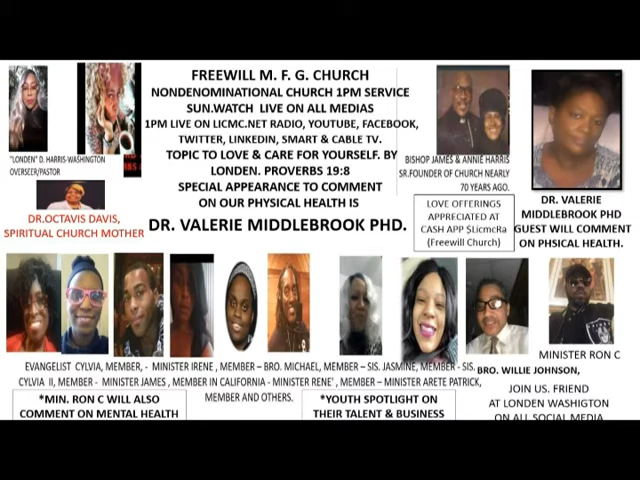 FREEWILL M. F. G. CHURCH
NONDENOMINATIONAL CHURCH 1PM SERVICE
SUN.WATCH LIVE ON ALL MEDIAS
1PM LIVE ON LICMC.NET RADIO, YOUTUBE, FACEBOOK,
TWITTER, LINKEDIN, SMART & CABLE TV.
TOPIC TO LOVE & CARE FOR YOURSELF. BY
LONDEN. PROVERBS 19:8
SPECIAL APPEARANCE TO COMMENT
ON OUR PHYSICAL HEALTH IS
DR. VALERIE MIDDLEBROOK PHD.
"LONDEN" D. HARRIS-WASHINGTON
OVERSEER/PASTOR
DR.OCTAVIS DAVIS,
SPIRITUAL CHURCH MOTHER
BISHOP JAMES & ANNIE HARRIS
SR.FOUNDER OF CHURCH NEARLY
70 YEARS AGO.
LOVE OFFERINGS
APPRECIATED AT
CASH APP $LicmcRa
(Freewill Church)
DR. VALERIE
MIDDLEBROOK PHD
GUEST WILL COMMENT
ON PHSICAL HEALTH.
MINISTER RON C
EVANGELIST CYLVIA, MEMBER, - MINISTER IRENE , MEMBER – BRO. MICHAEL, MEMBER – SIS. JASMINE, MEMBER - SIS.
CYLVIA II, MEMBER - MINISTER JAMES , MEMBER IN CALIFORNIA - MINISTER RENE' , MEMBER – MINISTER ARETE PATRICK,
MEMBER AND OTHERS.
BRO. WILLIE JOHNSON,
*MIN. RON C WILL ALSO
COMMENT ON MENTAL HEALTH
*YOUTH SPOTLIGHT ON
THEIR TALENT & BUSINESS
JOIN US. FRIEND
AT LONDEN WASHIGTON
ON ALL SOCIAL MEDIA